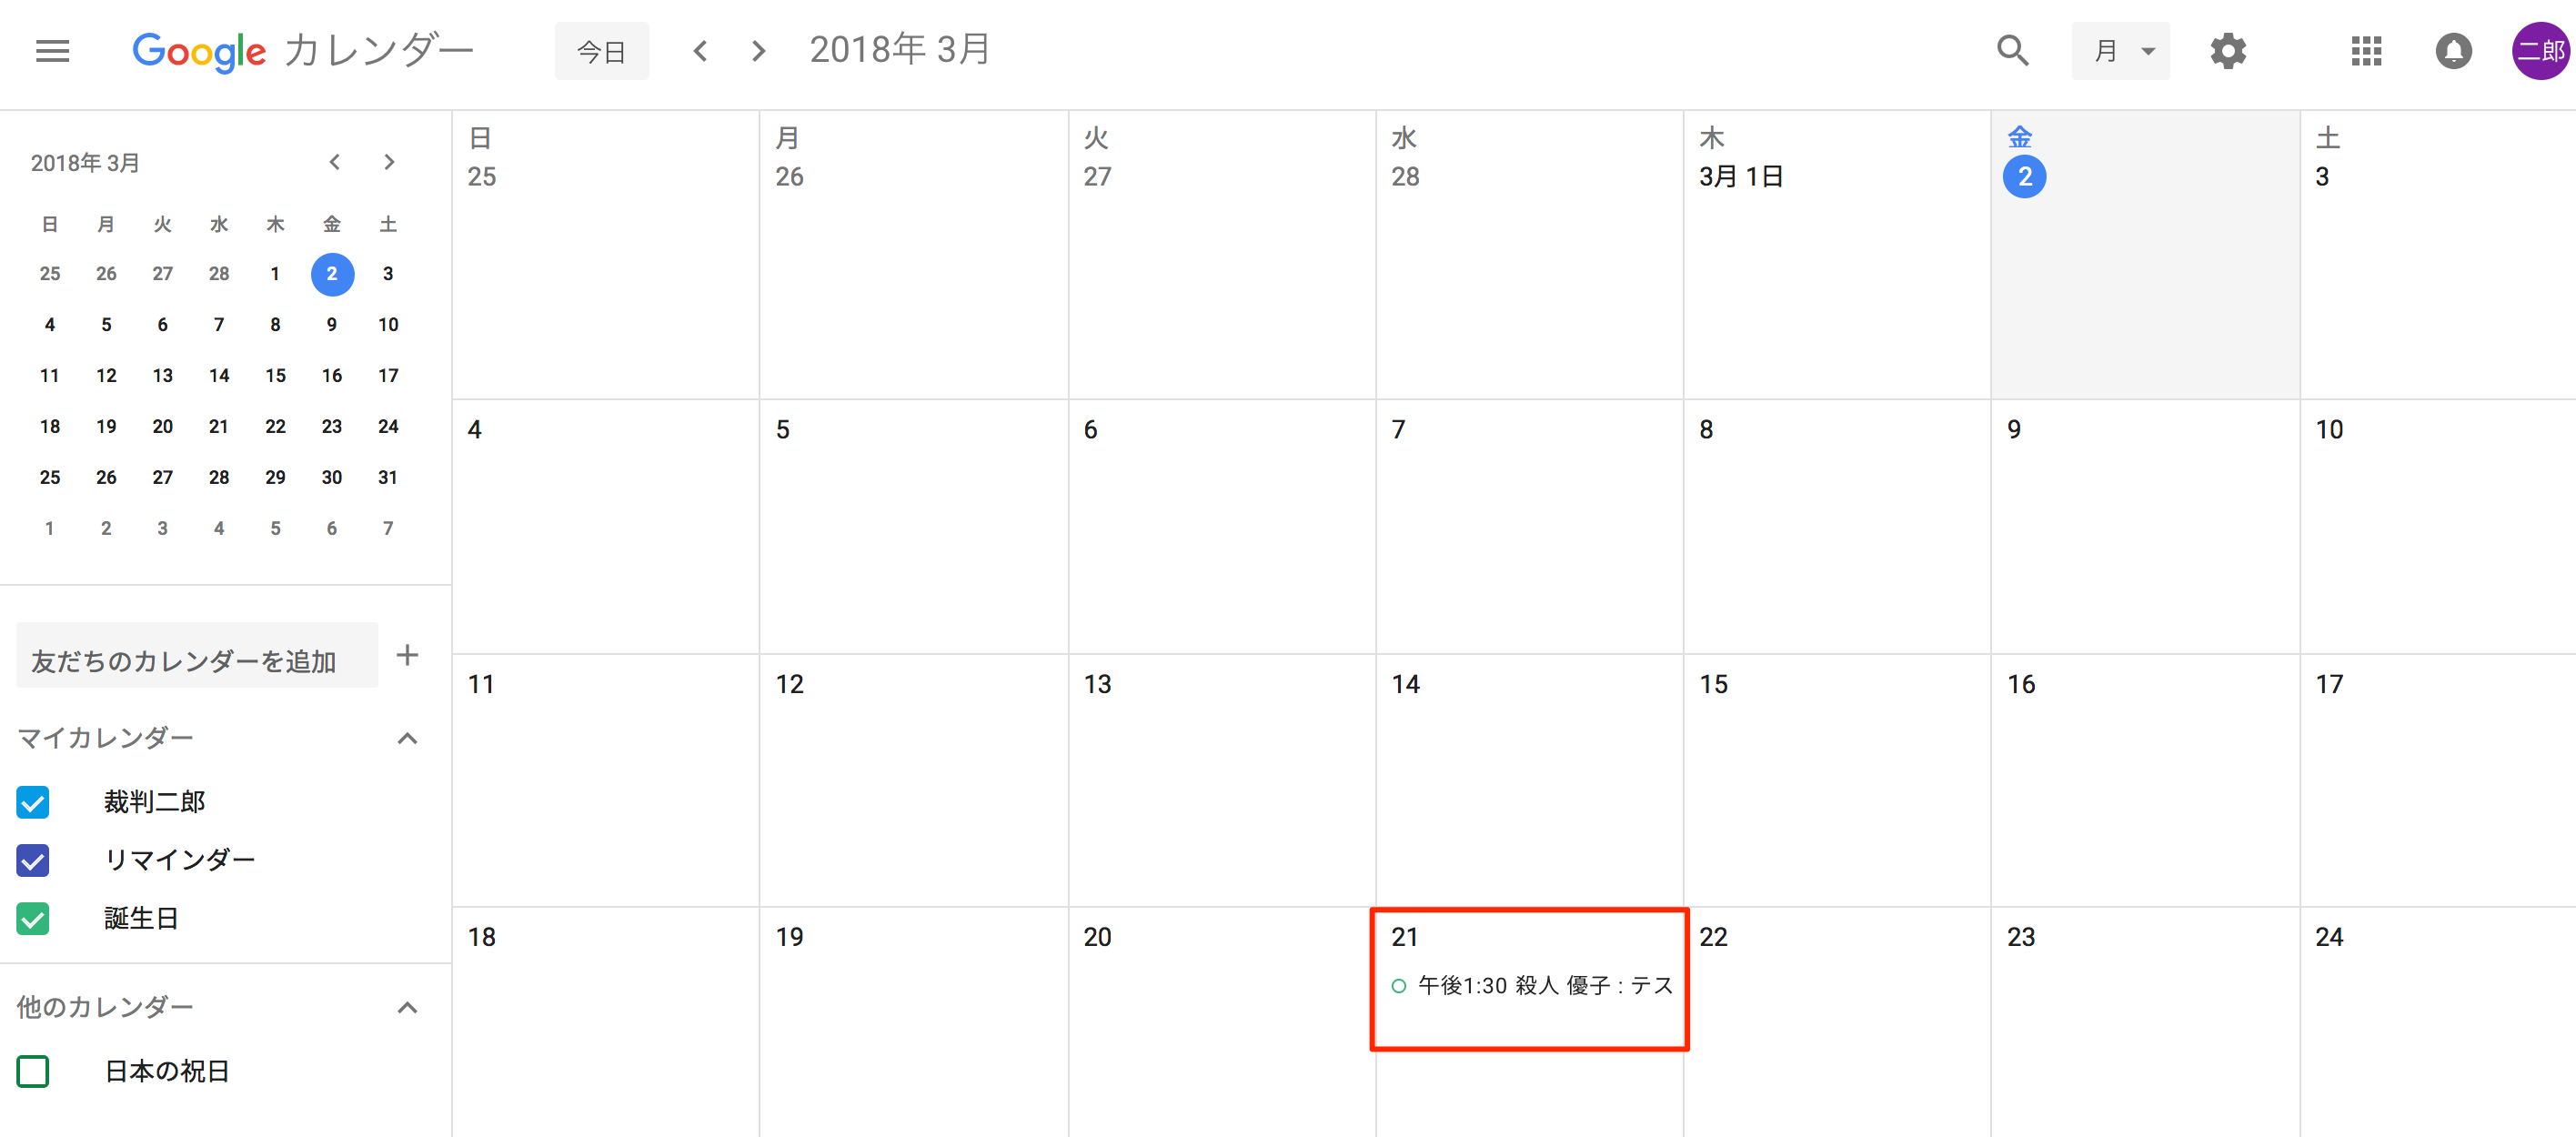 Google カレンダー 今日 2018年 3月 月 二郎
2018年 3月
日 月 火 水 木 金 土
25 26 27 28 1 2 3
4 5 6 7 8 9 10
11 12 13 14 15 16 17
18 19 20 21 22 23 24
25 26 27 28 29 30 31
1 2 3 4 5 6 7
友だちのカレンダーを追加
マイカレンダー
裁判二郎
リマインダー
誕生日
他のカレンダー
日本の祝日
日 月 火 水 木 金 土
25 26 27 28 3月 1日 2 3
4 5 6 7 8 9 10
11 12 13 14 15 16 17
18 19 20 21 22 23 24
午後1:30 殺人 優子 : テス